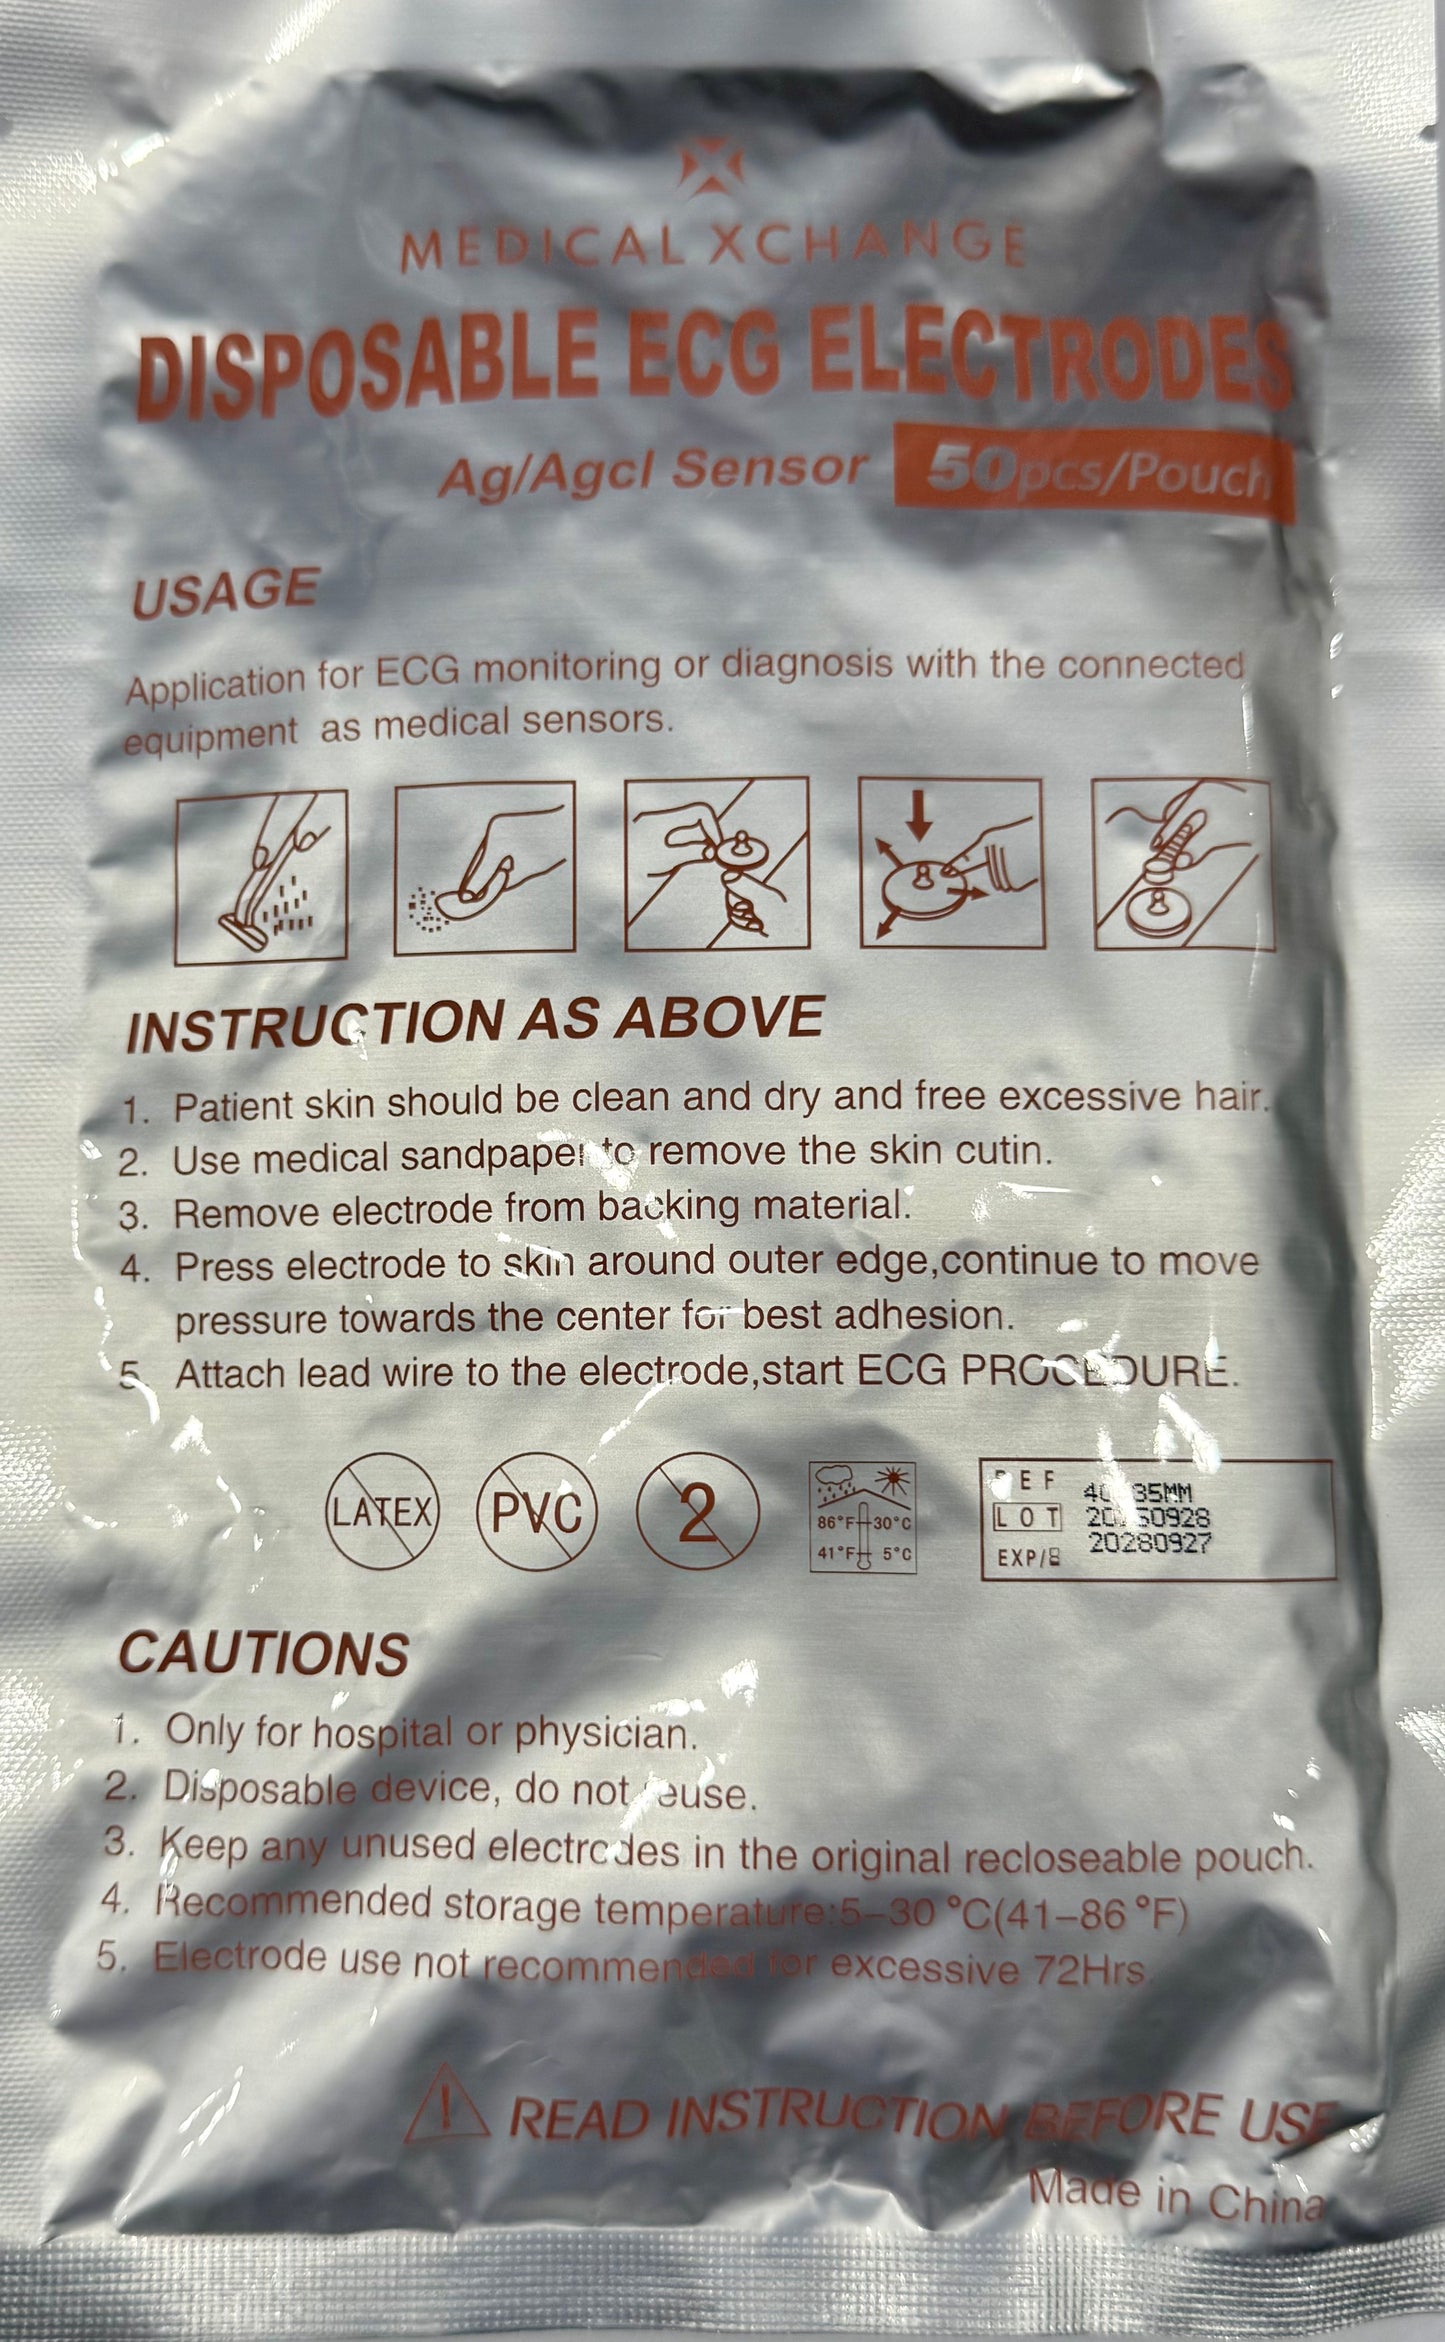 MEDICAL XCHANGE
DISPOSABLE ECG ELECTRODES
Ag/Agcl Sensor 50pcs/Pouch
USAGE
Application for ECG monitoring or diagnosis with the connected
equipment as medical sensors.
INSTRUCTION AS ABOVE
1. Patient skin should be clean and dry and free excessive hair.
2. Use medical sandpaper to remove the skin cutin.
3. Remove electrode from backing material.
4. Press electrode to skin around outer edge,continue to move
pressure towards the center for best adhesion.
5. Attach lead wire to the electrode,start ECG PROCEDURE.
LATEX
PVC
2
86°F 30°C
41°F 5°C
REF
LOT
EXP/ 20280927
CAUTIONS
1. Only for hospital or physician.
2. Disposable device, do not reuse.
3. Keep any unused electrodes in the original recloseable pouch.
4. Recommended storage temperature:5–30°C(41–86°F)
5. Electrode use not recommended for excessive 72Hrs
! READ INSTRUCTION BEFORE USE
Made in China